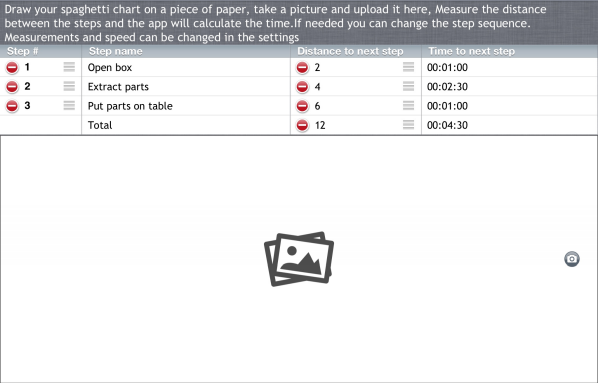 Draw your spaghetti chart on a piece of paper, take a picture and upload it here, Measure the distance
between the steps and the app will calculate the time.If needed you can change the step sequence.
Measurements and speed can be changed in the settings
Step # Step name Distance to next step Time to next step
1 Open box 2 00:01:00
2 Extract parts 4 00:02:30
3 Put parts on table 6 00:01:00
Total 12 00:04:30